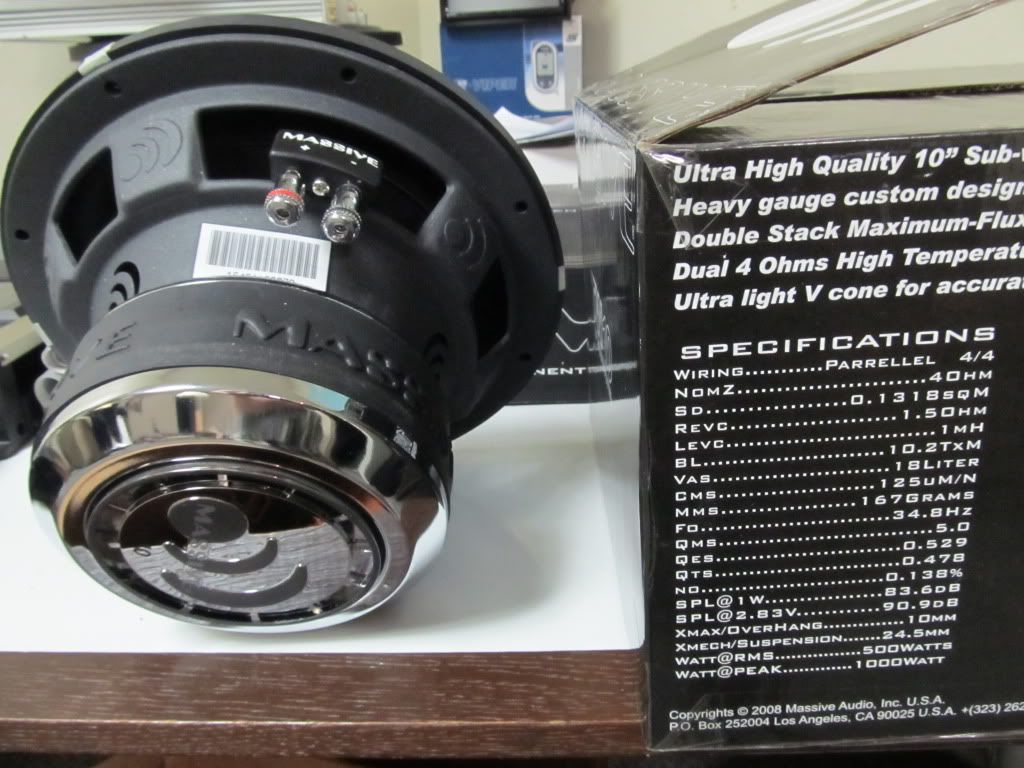 VIPER
MASSIVE
+
MASS
MASS
NENT
Ultra High Quality 10” Sub-
Heavy gauge custom design
Double Stack Maximum-Flux
Dual 4 Ohms High Temperat
Ultra light V cone for accura
SPECIFICATIONS
WIRING...........PARRELLEL 4/4
NOMZ........................4OHM
SD..................0.1318SQM
REVC........................1.5OHM
LEVC............................1MH
BL........................10.2TXM
VAS........................18LITER
CMS........................125UM/N
MMS....................167GRAMS
FO............................34.8HZ
QMS................................5.0
QES............................0.529
QTS............................0.478
NO............................0.138%
SPL@1W................83.6DB
SPL@2.83V............90.9DB
XMAX/OVERHANG............10MM
XMECH/SUSPENSION.......24.5MM
WATT@RMS...............500WATTS
WATT@PEAK............1000WATT
Copyrights © 2008 Massive Audio, Inc. U.S.A.
P.O. Box 252004 Los Angeles, CA 90025 U.S.A. +(323) 262